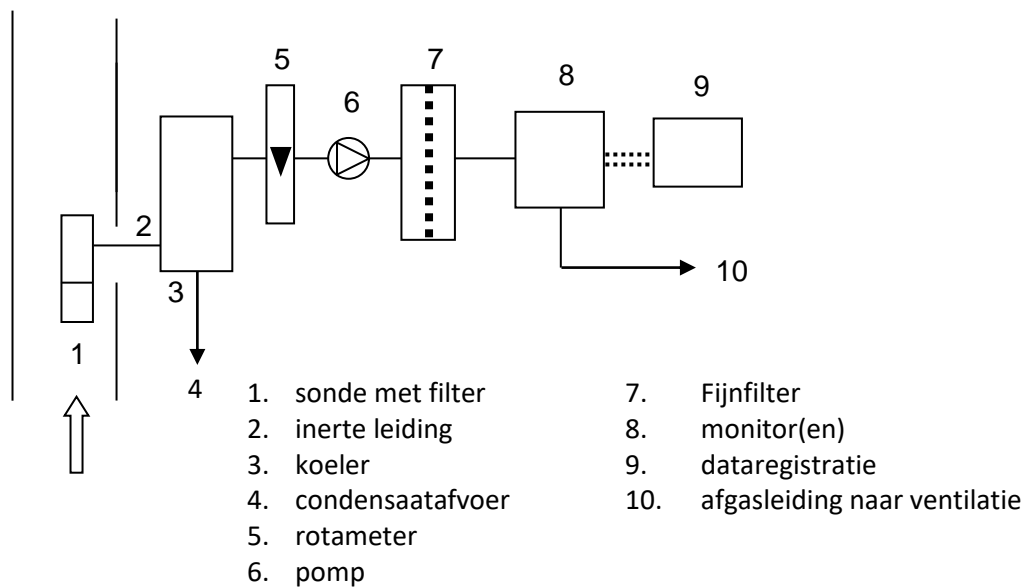 5
7
6
8
9
2
3
10
1
4
1. sonde met filter
2. inerte leiding
3. koeler
4. condensaatafvoer
5. rotameter
6. pomp
7. Fijnfilter
8. monitor(en)
9. dataregistratie
10. afgasleiding naar ventilatie